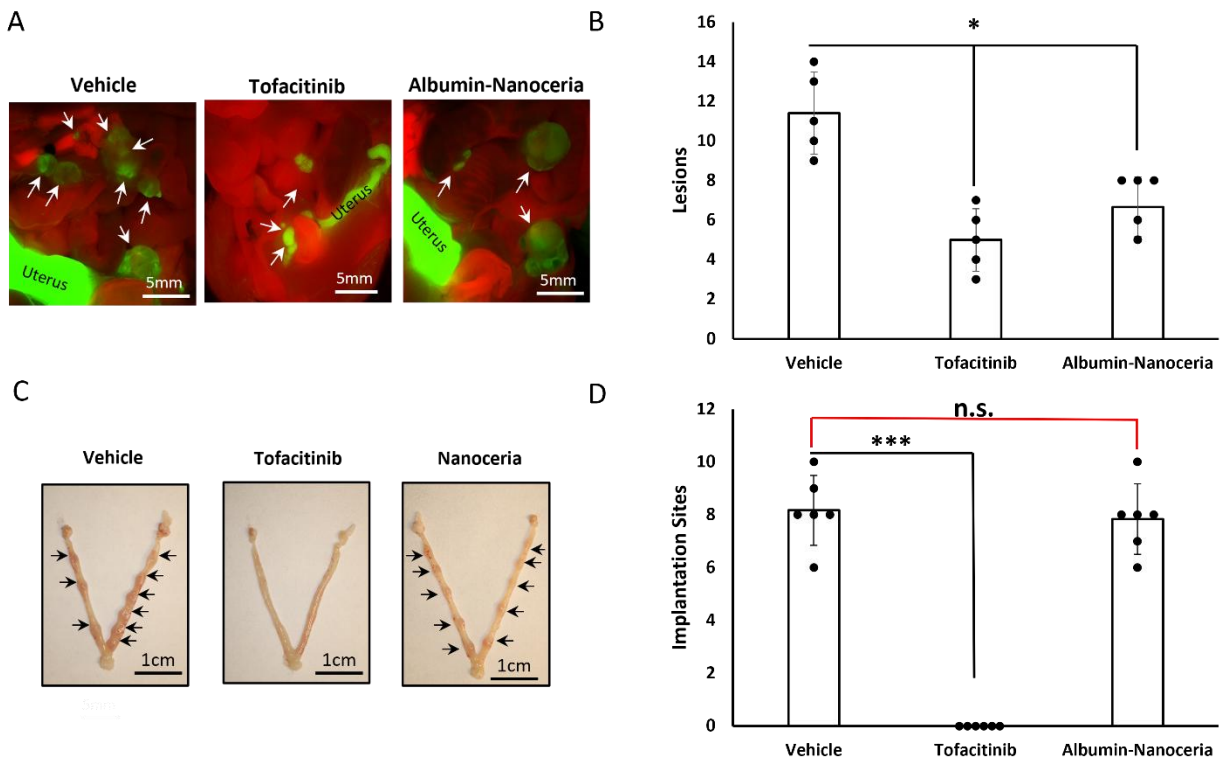 A
Vehicle
Tofacitinib
Albumin-Nanoceria
Uterus
5mm
Uterus
5mm
Uterus
5mm
B
Lesions
16
14
12
10
8
6
4
2
0
*
Vehicle
Tofacitinib
Albumin-Nanoceria
C
Vehicle
Tofacitinib
Nanoceria
1cm
1cm
1cm
5mm
D
Implantation Sites
12
10
8
6
4
2
0
n.s.
***
Vehicle
Tofacitinib
Albumin-Nanoceria